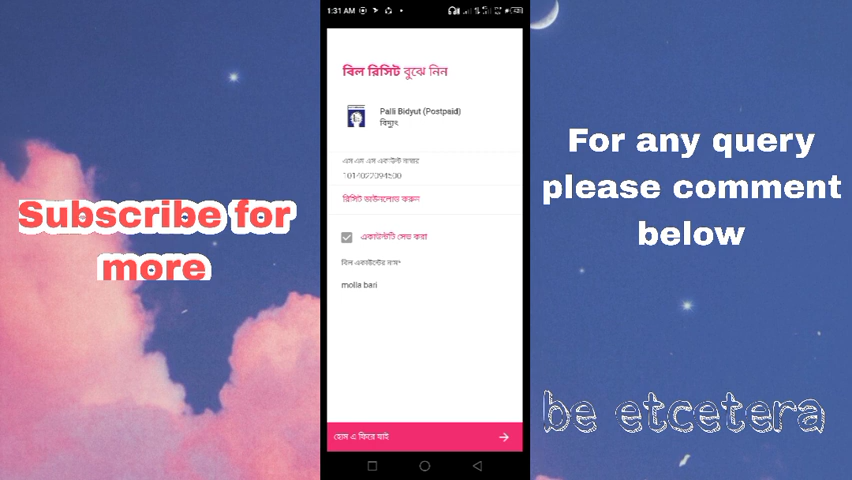 1:31 AM
বিল রিসিট বুঝে নিন
Palli Bidyut (Postpaid)
বিদ্যুৎ
এস এম এস একাউন্ট নাম্বার
1014022094500
রিসিট ডাউনলোড করুন
একাউন্টটি সেভ করা
বিল একাউন্টের নাম*
molla bari
হোম এ ফিরে যাই
Subscribe for
more
For any query
please comment
below
be etcetera